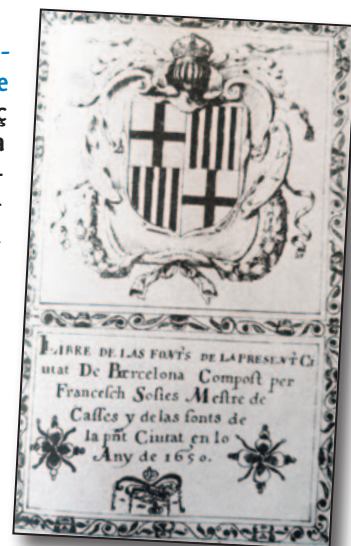 -
e
ç
LIBRE DE LAS FONTS DE LA PRESENT CI
utat De Barcelona Compost per
Francesch Sosies Mestre de
Casses y de las fonts de
la pnt Ciutat en lo
Any de 1650.